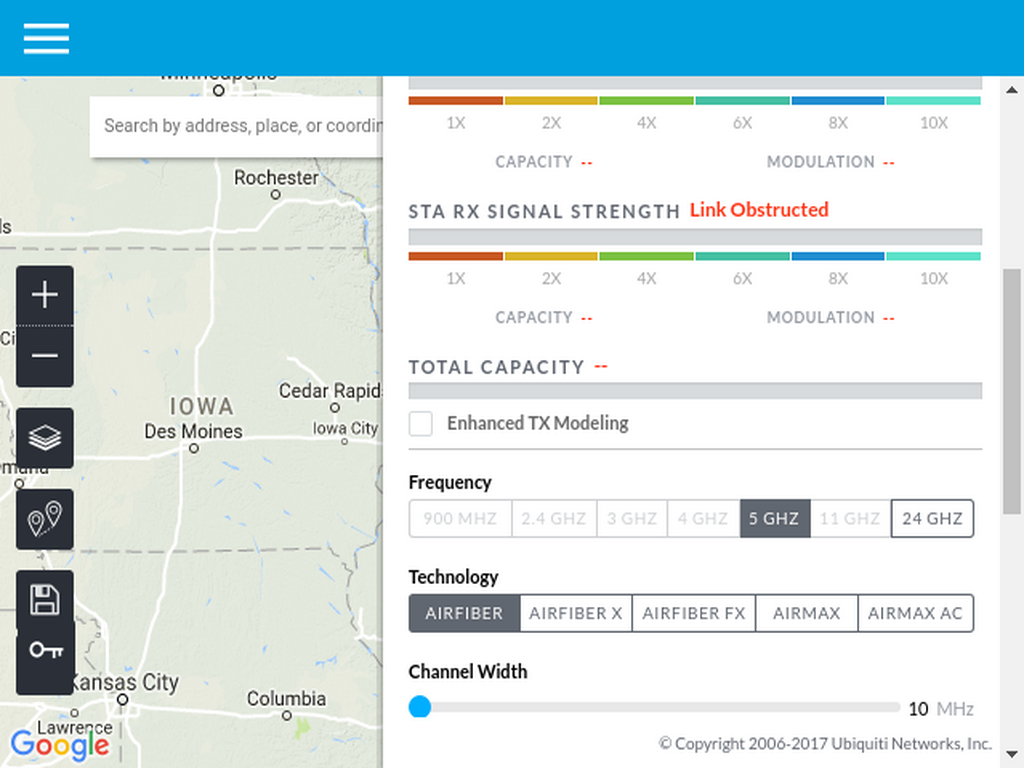 Minneapolis
Search by address, place, or coordin
Rochester
ls
Ci
IOWA
Cedar Rapid
Des Moines
Iowa City
Omaha
Kansas City
Columbia
Lawrence
Google
1X 2X 4X 6X 8X 10X
CAPACITY -- MODULATION --
STA RX SIGNAL STRENGTH Link Obstructed
1X 2X 4X 6X 8X 10X
CAPACITY -- MODULATION --
TOTAL CAPACITY --
Enhanced TX Modeling
Frequency
900 MHZ 2.4 GHZ 3 GHZ 4 GHZ 5 GHZ 11 GHZ 24 GHZ
Technology
AIRFIBER AIRFIBER X AIRFIBER FX AIRMAX AIRMAX AC
Channel Width
10 MHz
© Copyright 2006-2017 Ubiquiti Networks, Inc.